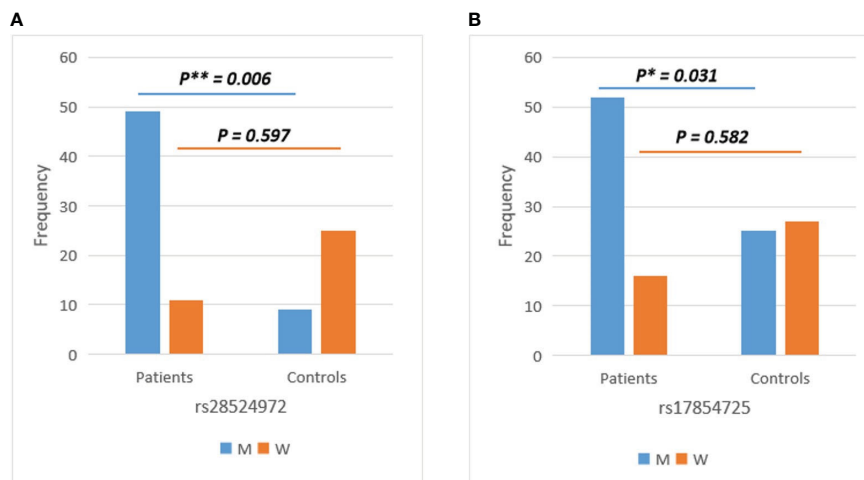 A
60
P** = 0.006
50
P = 0.597
40
30
20
10
0
Frequency
Patients
Controls
rs28524972
M W
B
60
P* = 0.031
50
P = 0.582
40
30
20
10
0
Frequency
Patients
Controls
rs17854725
M W